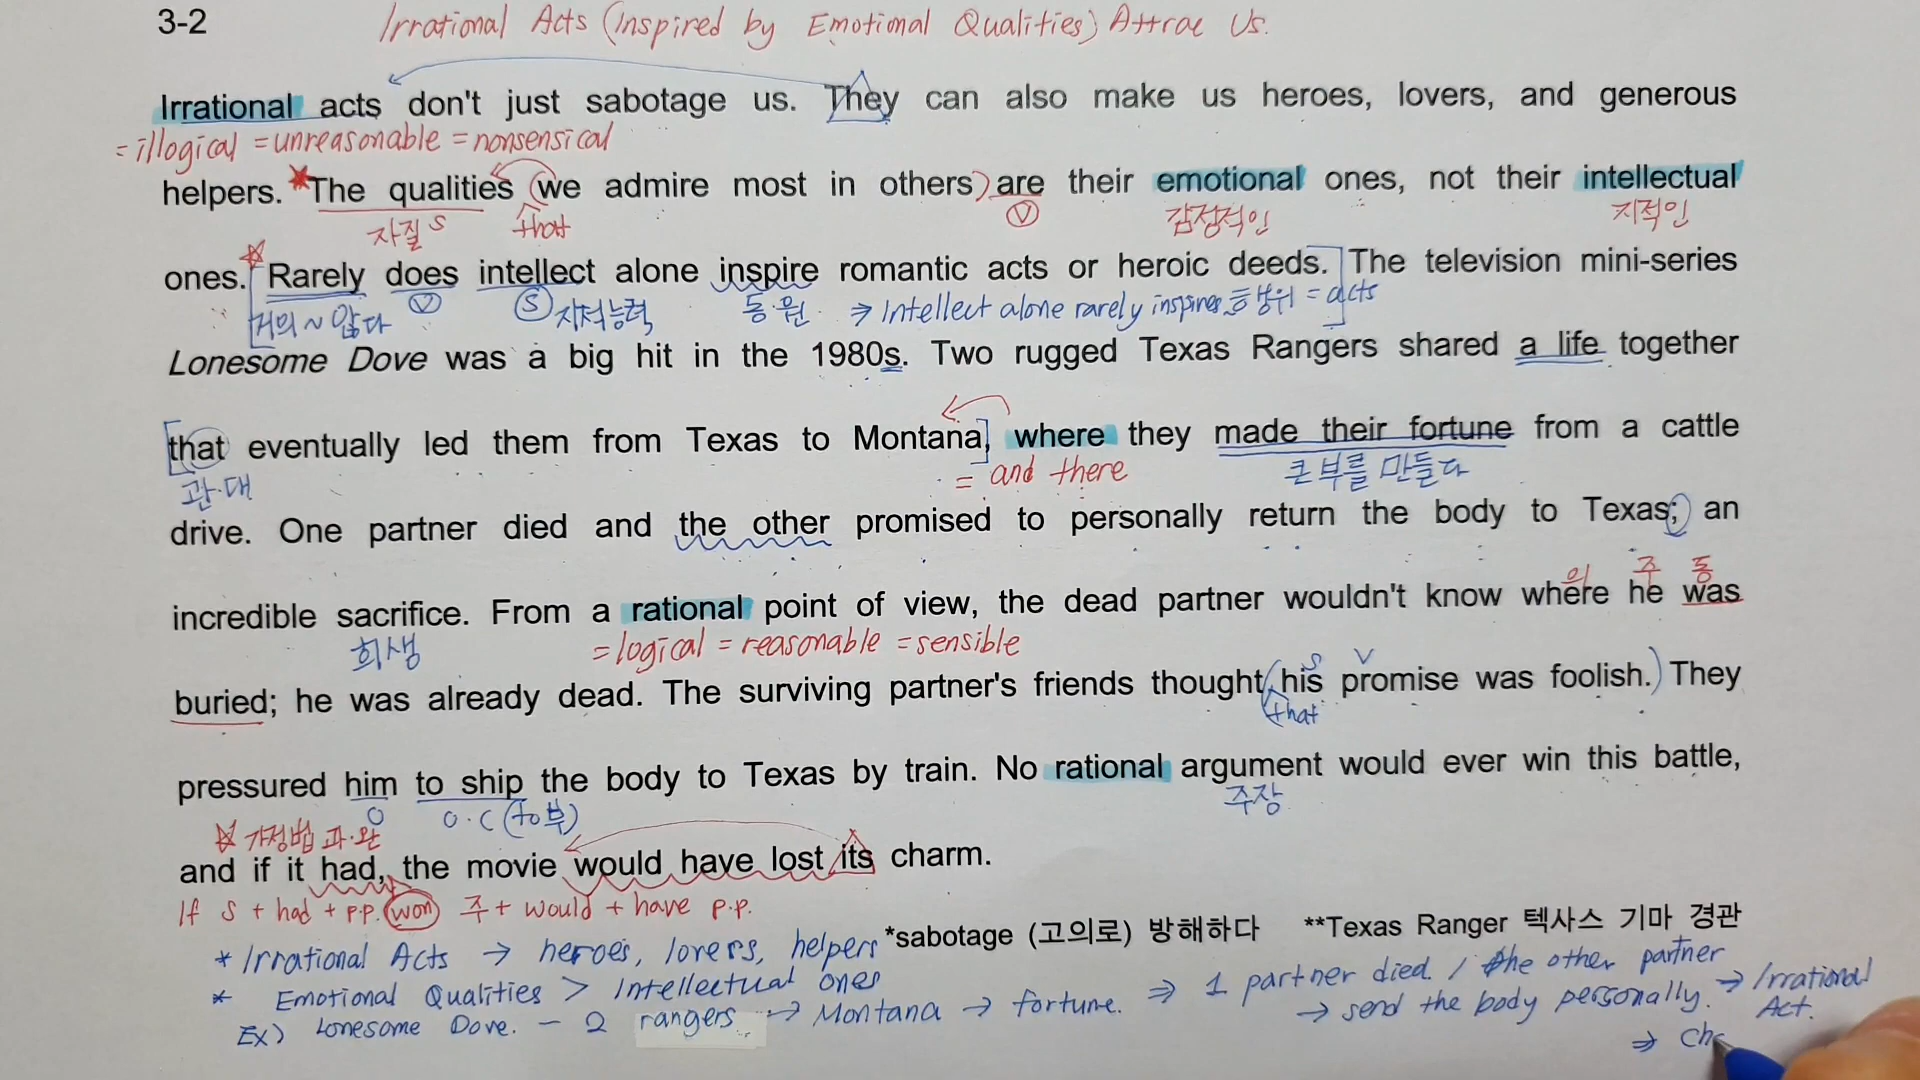 3-2 Irrational Acts (Inspired by Emotional Qualities) Attrac Us.
Irrational acts don't just sabotage us. They can also make us heroes, lovers, and generous
= illogical = unreasonable = nonsensical
helpers. *The qualities (we admire most in others) are their emotional ones, not their intellectual
자질 S that V 감정적인 지적인
ones. Rarely does intellect alone inspire romantic acts or heroic deeds. The television mini-series
거의 ~ 않다 V S 지적능력 동·원 ⇒ Intellect alone rarely inspires 행위 = acts
Lonesome Dove was a big hit in the 1980s. Two rugged Texas Rangers shared a life together
[that eventually led them from Texas to Montana], where they made their fortune from a cattle
관·대 = and there 큰 부를 만들다
drive. One partner died and the other promised to personally return the body to Texas; an
의 주 동
incredible sacrifice. From a rational point of view, the dead partner wouldn't know where he was
희생 = logical = reasonable = sensible S V
buried; he was already dead. The surviving partner's friends thought (his promise was foolish.) They
that
pressured him to ship the body to Texas by train. No rational argument would ever win this battle,
O O·C (to부) 주장
가정법 과·완
and if it had, the movie would have lost its charm.
If S + had + p.p. won 주 + would + have p.p.
*sabotage (고의로) 방해하다 **Texas Ranger 텍사스 기마 경관
* Irrational Acts → heroes, lovers, helpers
* Emotional Qualities > Intellectual ones
Ex) Lonesome Dove. - 2 rangers → Montana → fortune. ⇒ 1 partner died. / the other partner
→ send the body personally. → Irrational Act.
⇒ Ch